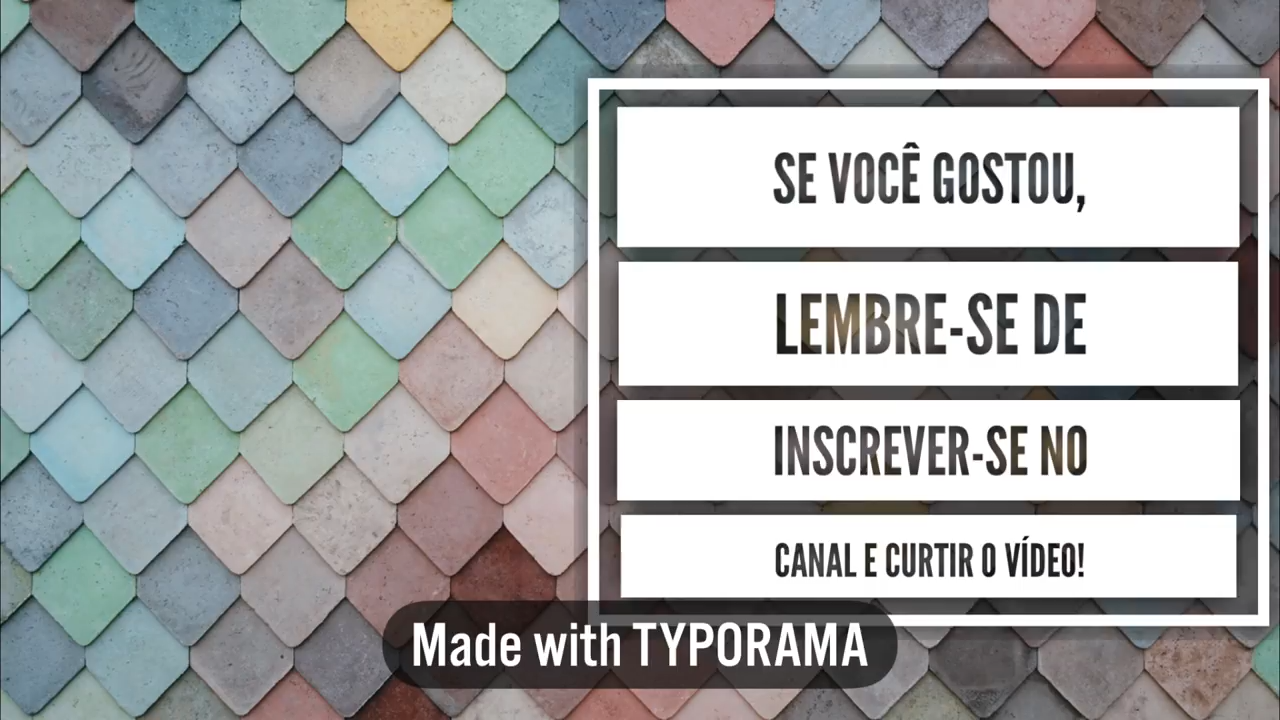 SE VOCÊ GOSTOU,
LEMBRE-SE DE
INSCREVER-SE NO
CANAL E CURTIR O VÍDEO!
Made with TYPORAMA